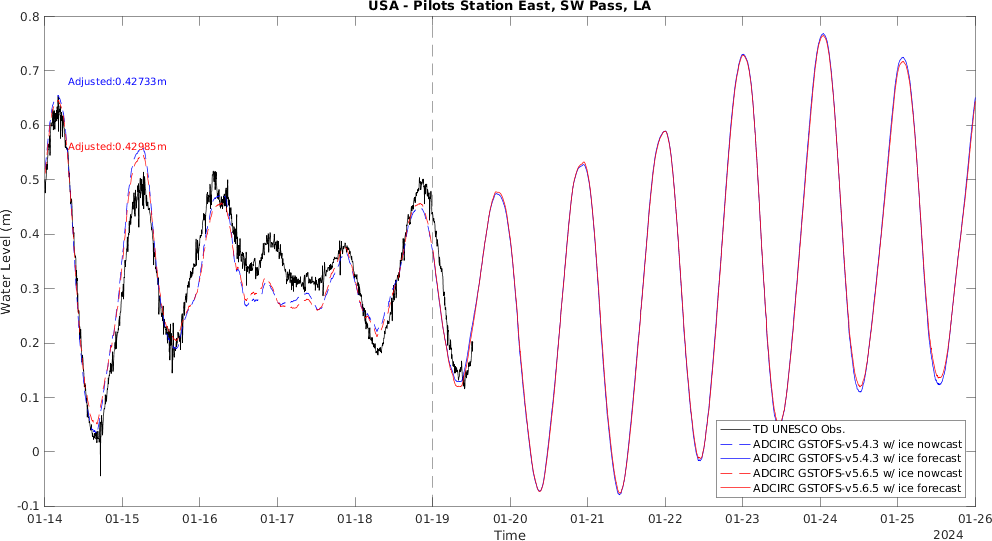 USA - Pilots Station East, SW Pass, LA
0.8
0.7
0.6
0.5
0.4
0.3
0.2
0.1
0
-0.1
Water Level (m)
Adjusted:0.42733m
Adjusted:0.42985m
TD UNESCO Obs.
ADCIRC GSTOFS-v5.4.3 w/ ice nowcast
ADCIRC GSTOFS-v5.4.3 w/ ice forecast
ADCIRC GSTOFS-v5.6.5 w/ ice nowcast
ADCIRC GSTOFS-v5.6.5 w/ ice forecast
01-14 01-15 01-16 01-17 01-18 01-19 01-20 01-21 01-22 01-23 01-24 01-25 01-26
Time
2024